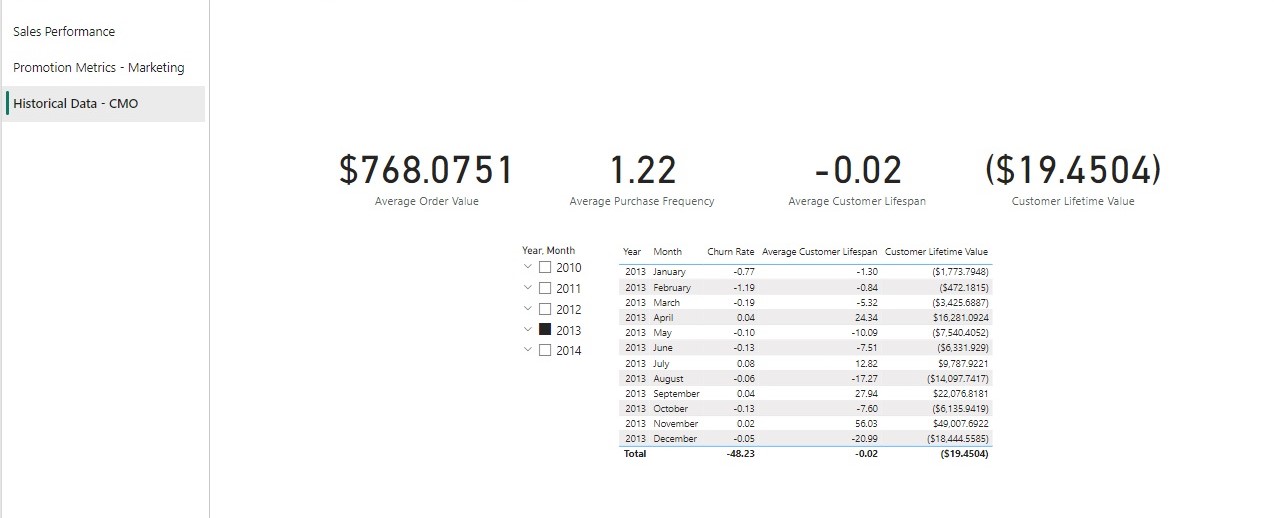 Sales Performance
Promotion Metrics - Marketing
Historical Data - CMO
$768.0751 1.22 -0.02 ($19.4504)
Average Order Value Average Purchase Frequency Average Customer Lifespan Customer Lifetime Value
Year, Month
2010
2011
2012
2013
2014
Year Month Churn Rate Average Customer Lifespan Customer Lifetime Value
2013 January -0.77 -1.30 ($1,773.7948)
2013 February -1.19 -0.84 ($472.1815)
2013 March -0.19 -5.32 ($3,425.6887)
2013 April 0.04 24.34 $16,281.0924
2013 May -0.10 -10.09 ($7,540.4052)
2013 June -0.13 -7.51 ($6,331.929)
2013 July 0.08 12.82 $9,787.9221
2013 August -0.06 -17.27 ($14,097.7417)
2013 September 0.04 27.94 $22,076.8181
2013 October -0.13 -7.60 ($6,135.9419)
2013 November 0.02 56.03 $49,007.6922
2013 December -0.05 -20.99 ($18,444.5585)
Total -48.23 -0.02 ($19.4504)